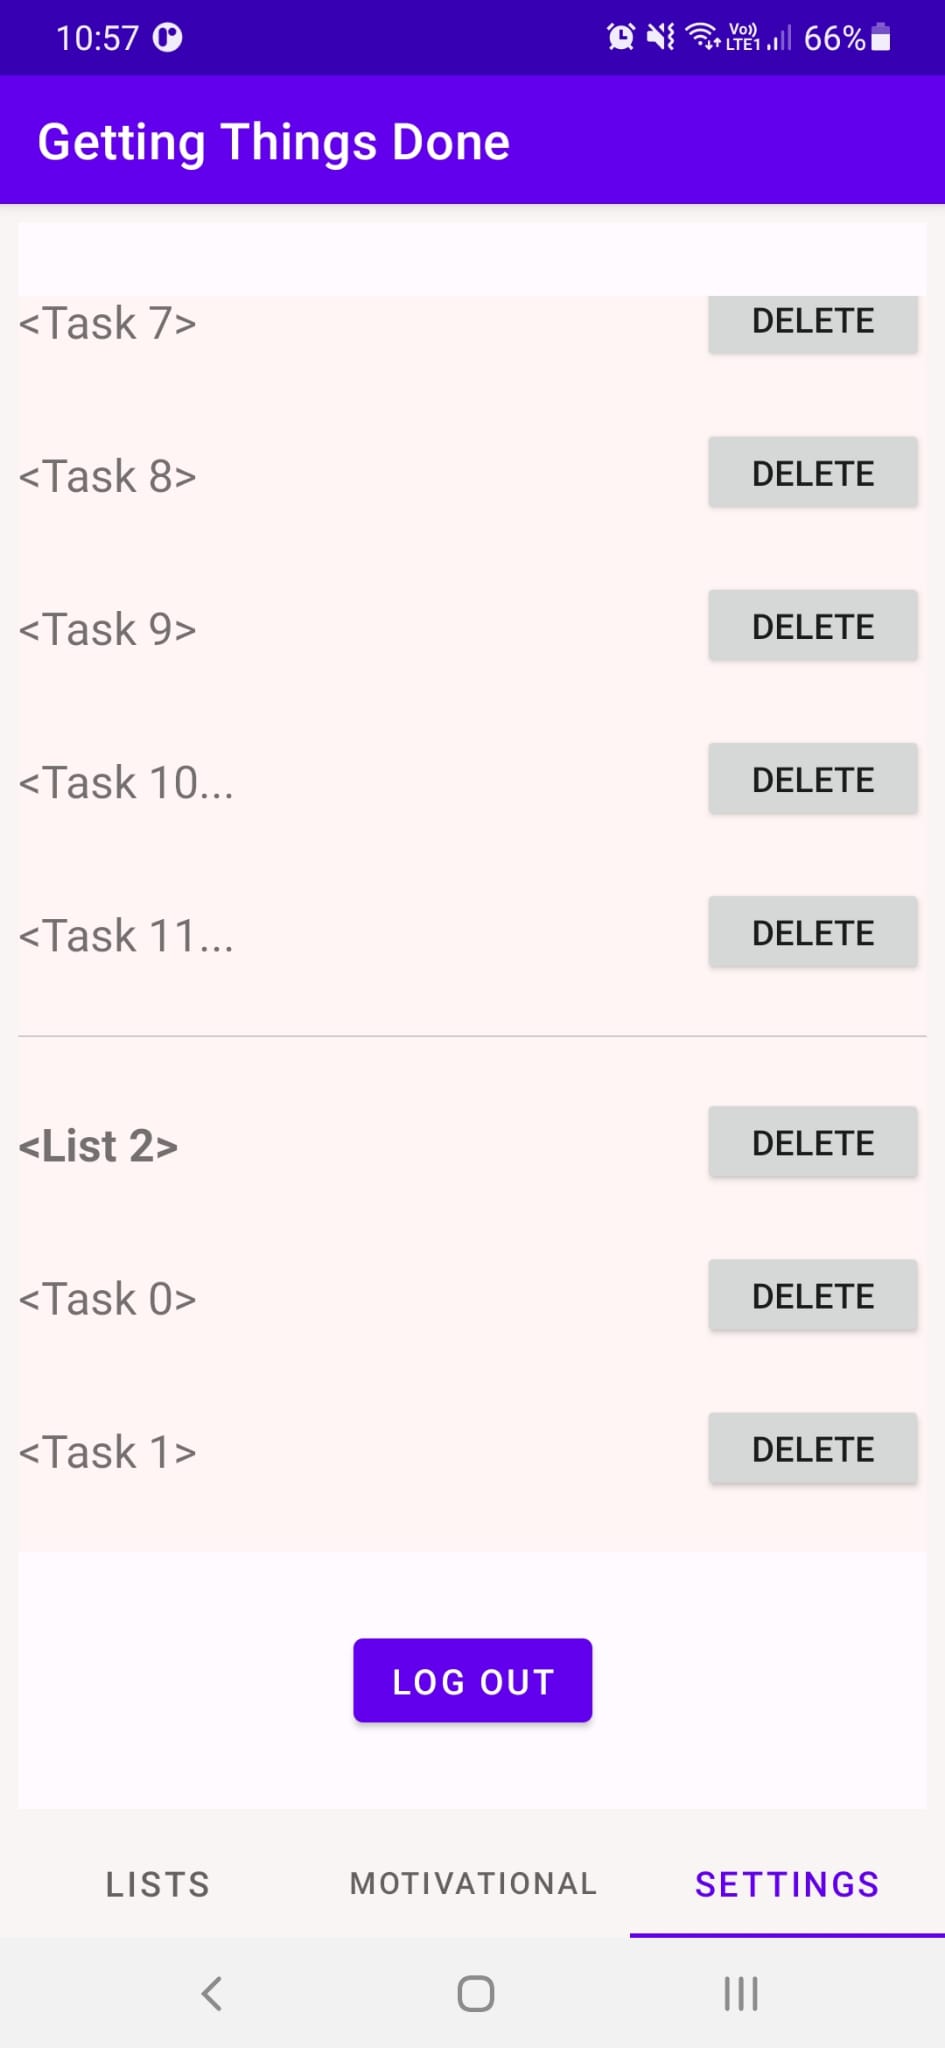 10:57 Vo)) LTE1 66%
Getting Things Done
<Task 7> DELETE
<Task 8> DELETE
<Task 9> DELETE
<Task 10... DELETE
<Task 11... DELETE
<List 2> DELETE
<Task 0> DELETE
<Task 1> DELETE
LOG OUT
LISTS MOTIVATIONAL SETTINGS